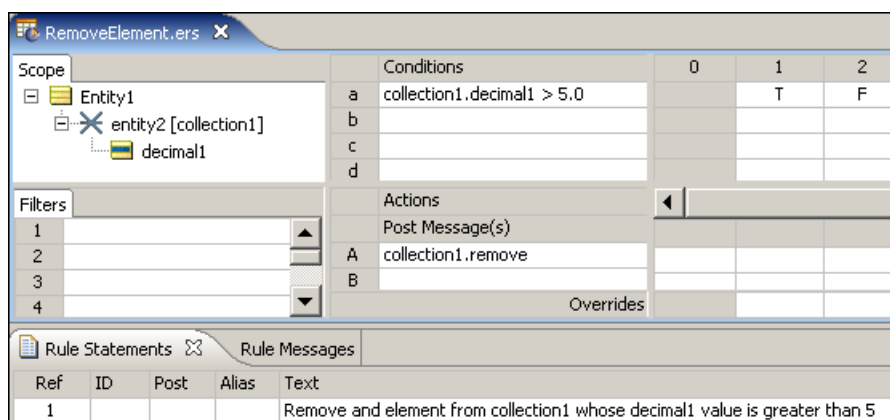 RemoveElement.ers
Scope
Entity1
entity2 [collection1]
decimal1
Conditions 0 1 2
a collection1.decimal1 > 5.0 T F
b
c
d
Filters
1
2
3
4
Actions
Post Message(s)
A collection1.remove
B
Overrides
Rule Statements Rule Messages
Ref ID Post Alias Text
1 Remove and element from collection1 whose decimal1 value is greater than 5